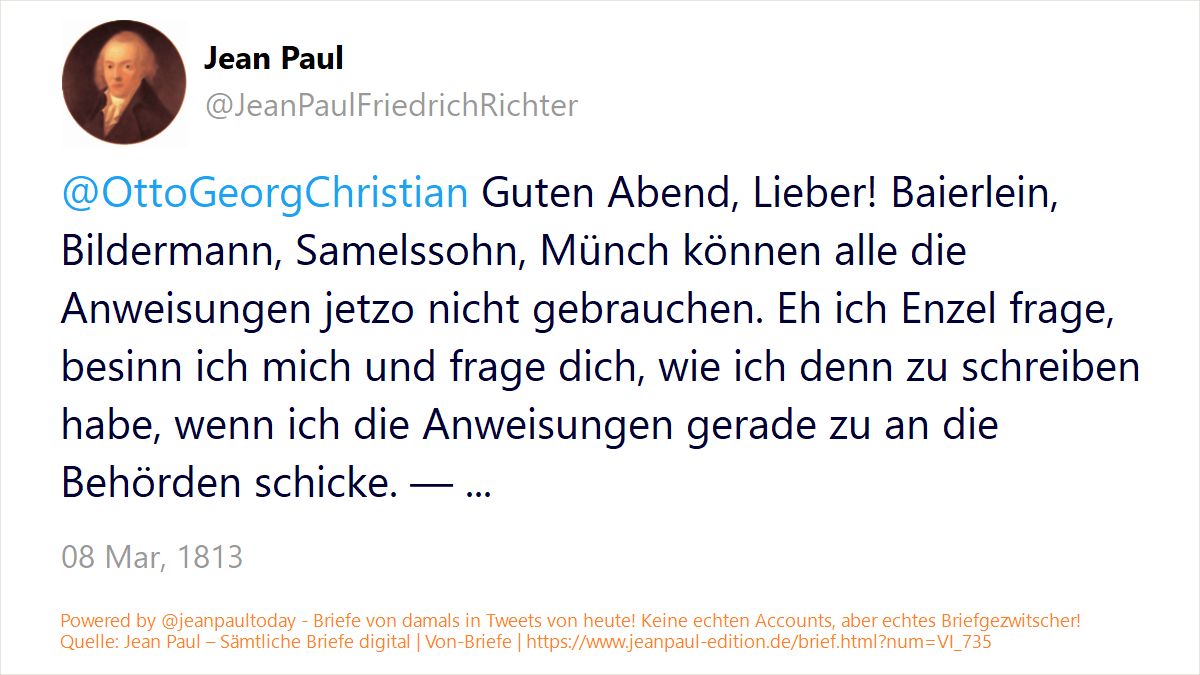 Jean Paul
@JeanPaulFriedrichRichter
@OttoGeorgChristian Guten Abend, Lieber! Baierlein,
Bildermann, Samelssohn, Münch können alle die
Anweisungen jetzo nicht gebrauchen. Eh ich Enzel frage,
besinn ich mich und frage dich, wie ich denn zu schreiben
habe, wenn ich die Anweisungen gerade zu an die
Behörden schicke. — ...
08 Mar, 1813
Powered by @jeanpaultoday - Briefe von damals in Tweets von heute! Keine echten Accounts, aber echtes Briefgezwitscher!
Quelle: Jean Paul – Sämtliche Briefe digital | Von-Briefe | https://www.jeanpaul-edition.de/brief.html?num=VI_735